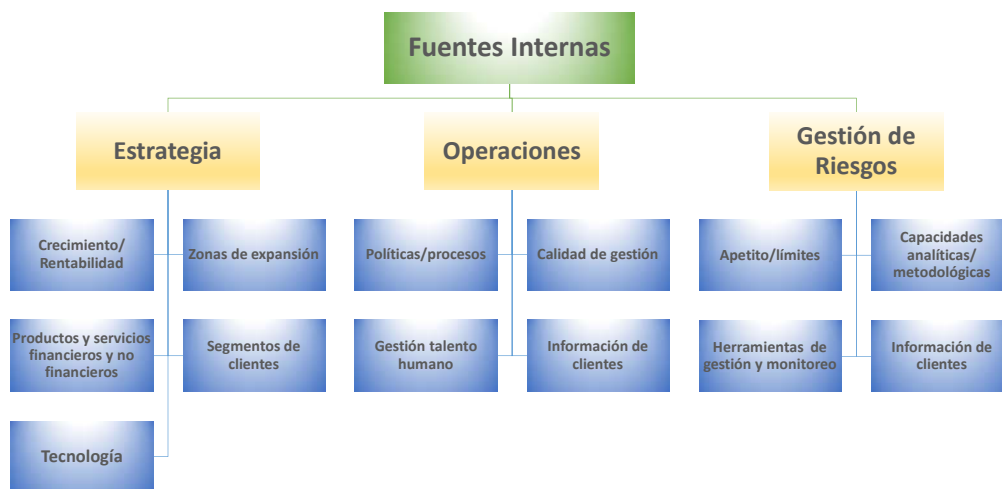 Fuentes Internas
Estrategia
Operaciones
Gestión de
Riesgos
Crecimiento/
Rentabilidad
Zonas de expansión
Políticas/procesos
Calidad de gestión
Apetito/límites
Capacidades
analíticas/
metodológicas
Productos y servicios
financieros y no
financieros
Segmentos de
clientes
Gestión talento
humano
Información de
clientes
Herramientas de
gestión y monitoreo
Información de
clientes
Tecnología